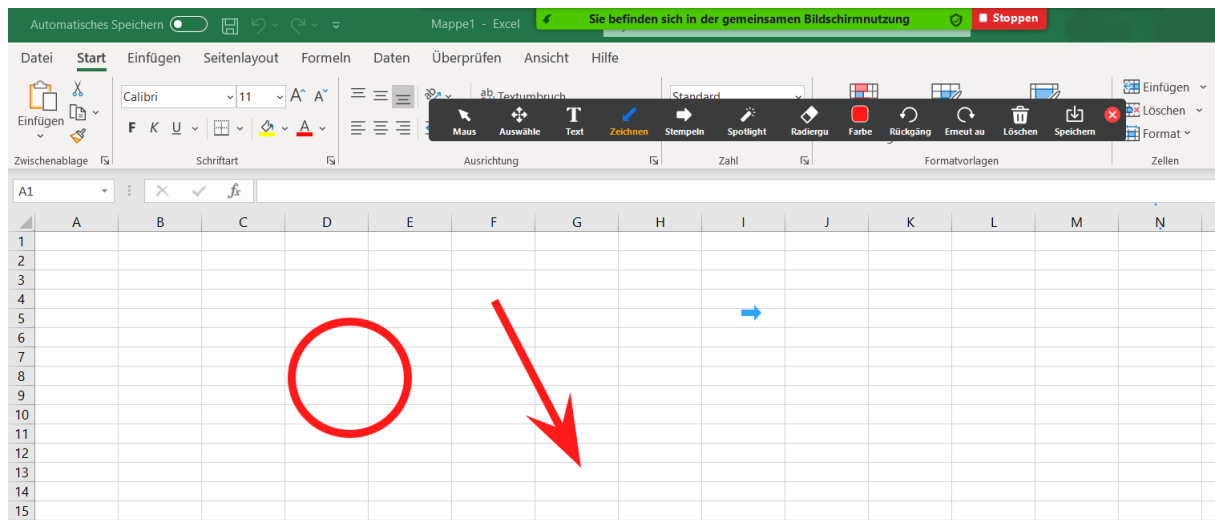 Automatisches Speichern
Mappe1 - Excel
Sie befinden sich in der gemeinsamen Bildschirmnutzung
Stoppen
Datei Start Einfügen Seitenlayout Formeln Daten Überprüfen Ansicht Hilfe
Einfügen
Calibri 11
F K U
Textumbruch
Standard
Einfügen
Löschen
Format
Maus Auswähle Text Zeichnen Stempeln Spotlight Radiergu Farbe Rückgäng Erneut au Löschen Speichern
Zwischenablage Schriftart Ausrichtung Zahl Formatvorlagen Zellen
A1 fx
A B C D E F G H I J K L M N
1
2
3
4
5
6
7
8
9
10
11
12
13
14
15